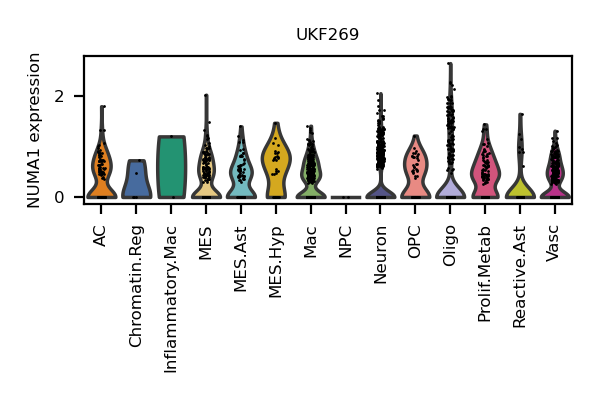 UKF269
NUMA1 expression
2
0
AC
Chromatin.Reg
Inflammatory.Mac
MES
MES.Ast
MES.Hyp
Mac
NPC
Neuron
OPC
Oligo
Prolif.Metab
Reactive.Ast
Vasc